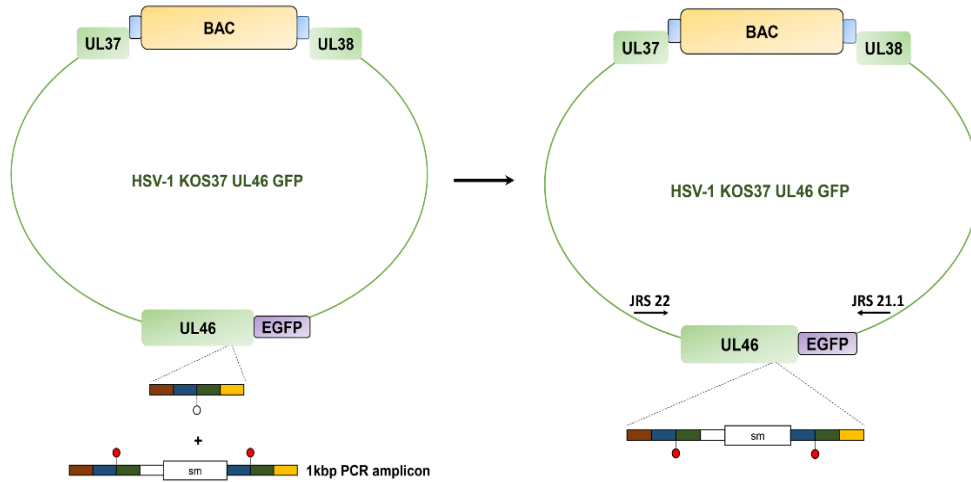 BAC
UL37
UL38
HSV-1 KOS37 UL46 GFP
UL46
EGFP
+
sm
1kbp PCR amplicon
BAC
UL37
UL38
HSV-1 KOS37 UL46 GFP
JRS 22
JRS 21.1
UL46
EGFP
sm